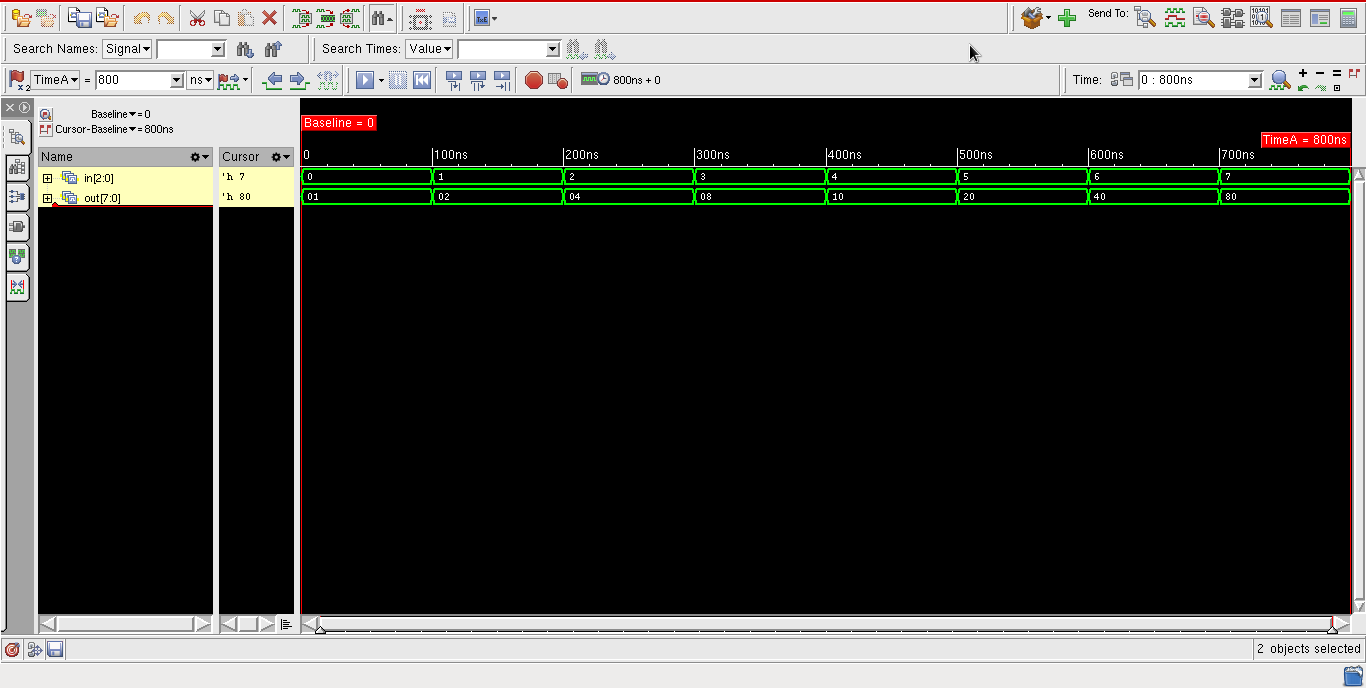 Send To:
Search Names: Signal Search Times: Value
TimeA = 800 ns 800ns + 0 Time: 0 : 800ns
Baseline = 0
Cursor-Baseline = 800ns
Baseline = 0
TimeA = 800ns
Name Cursor 0 100ns 200ns 300ns 400ns 500ns 600ns 700ns
in[2:0] 'h 7 0 1 2 3 4 5 6 7
out[7:0] 'h 80 01 02 04 08 10 20 40 80
2 objects selected